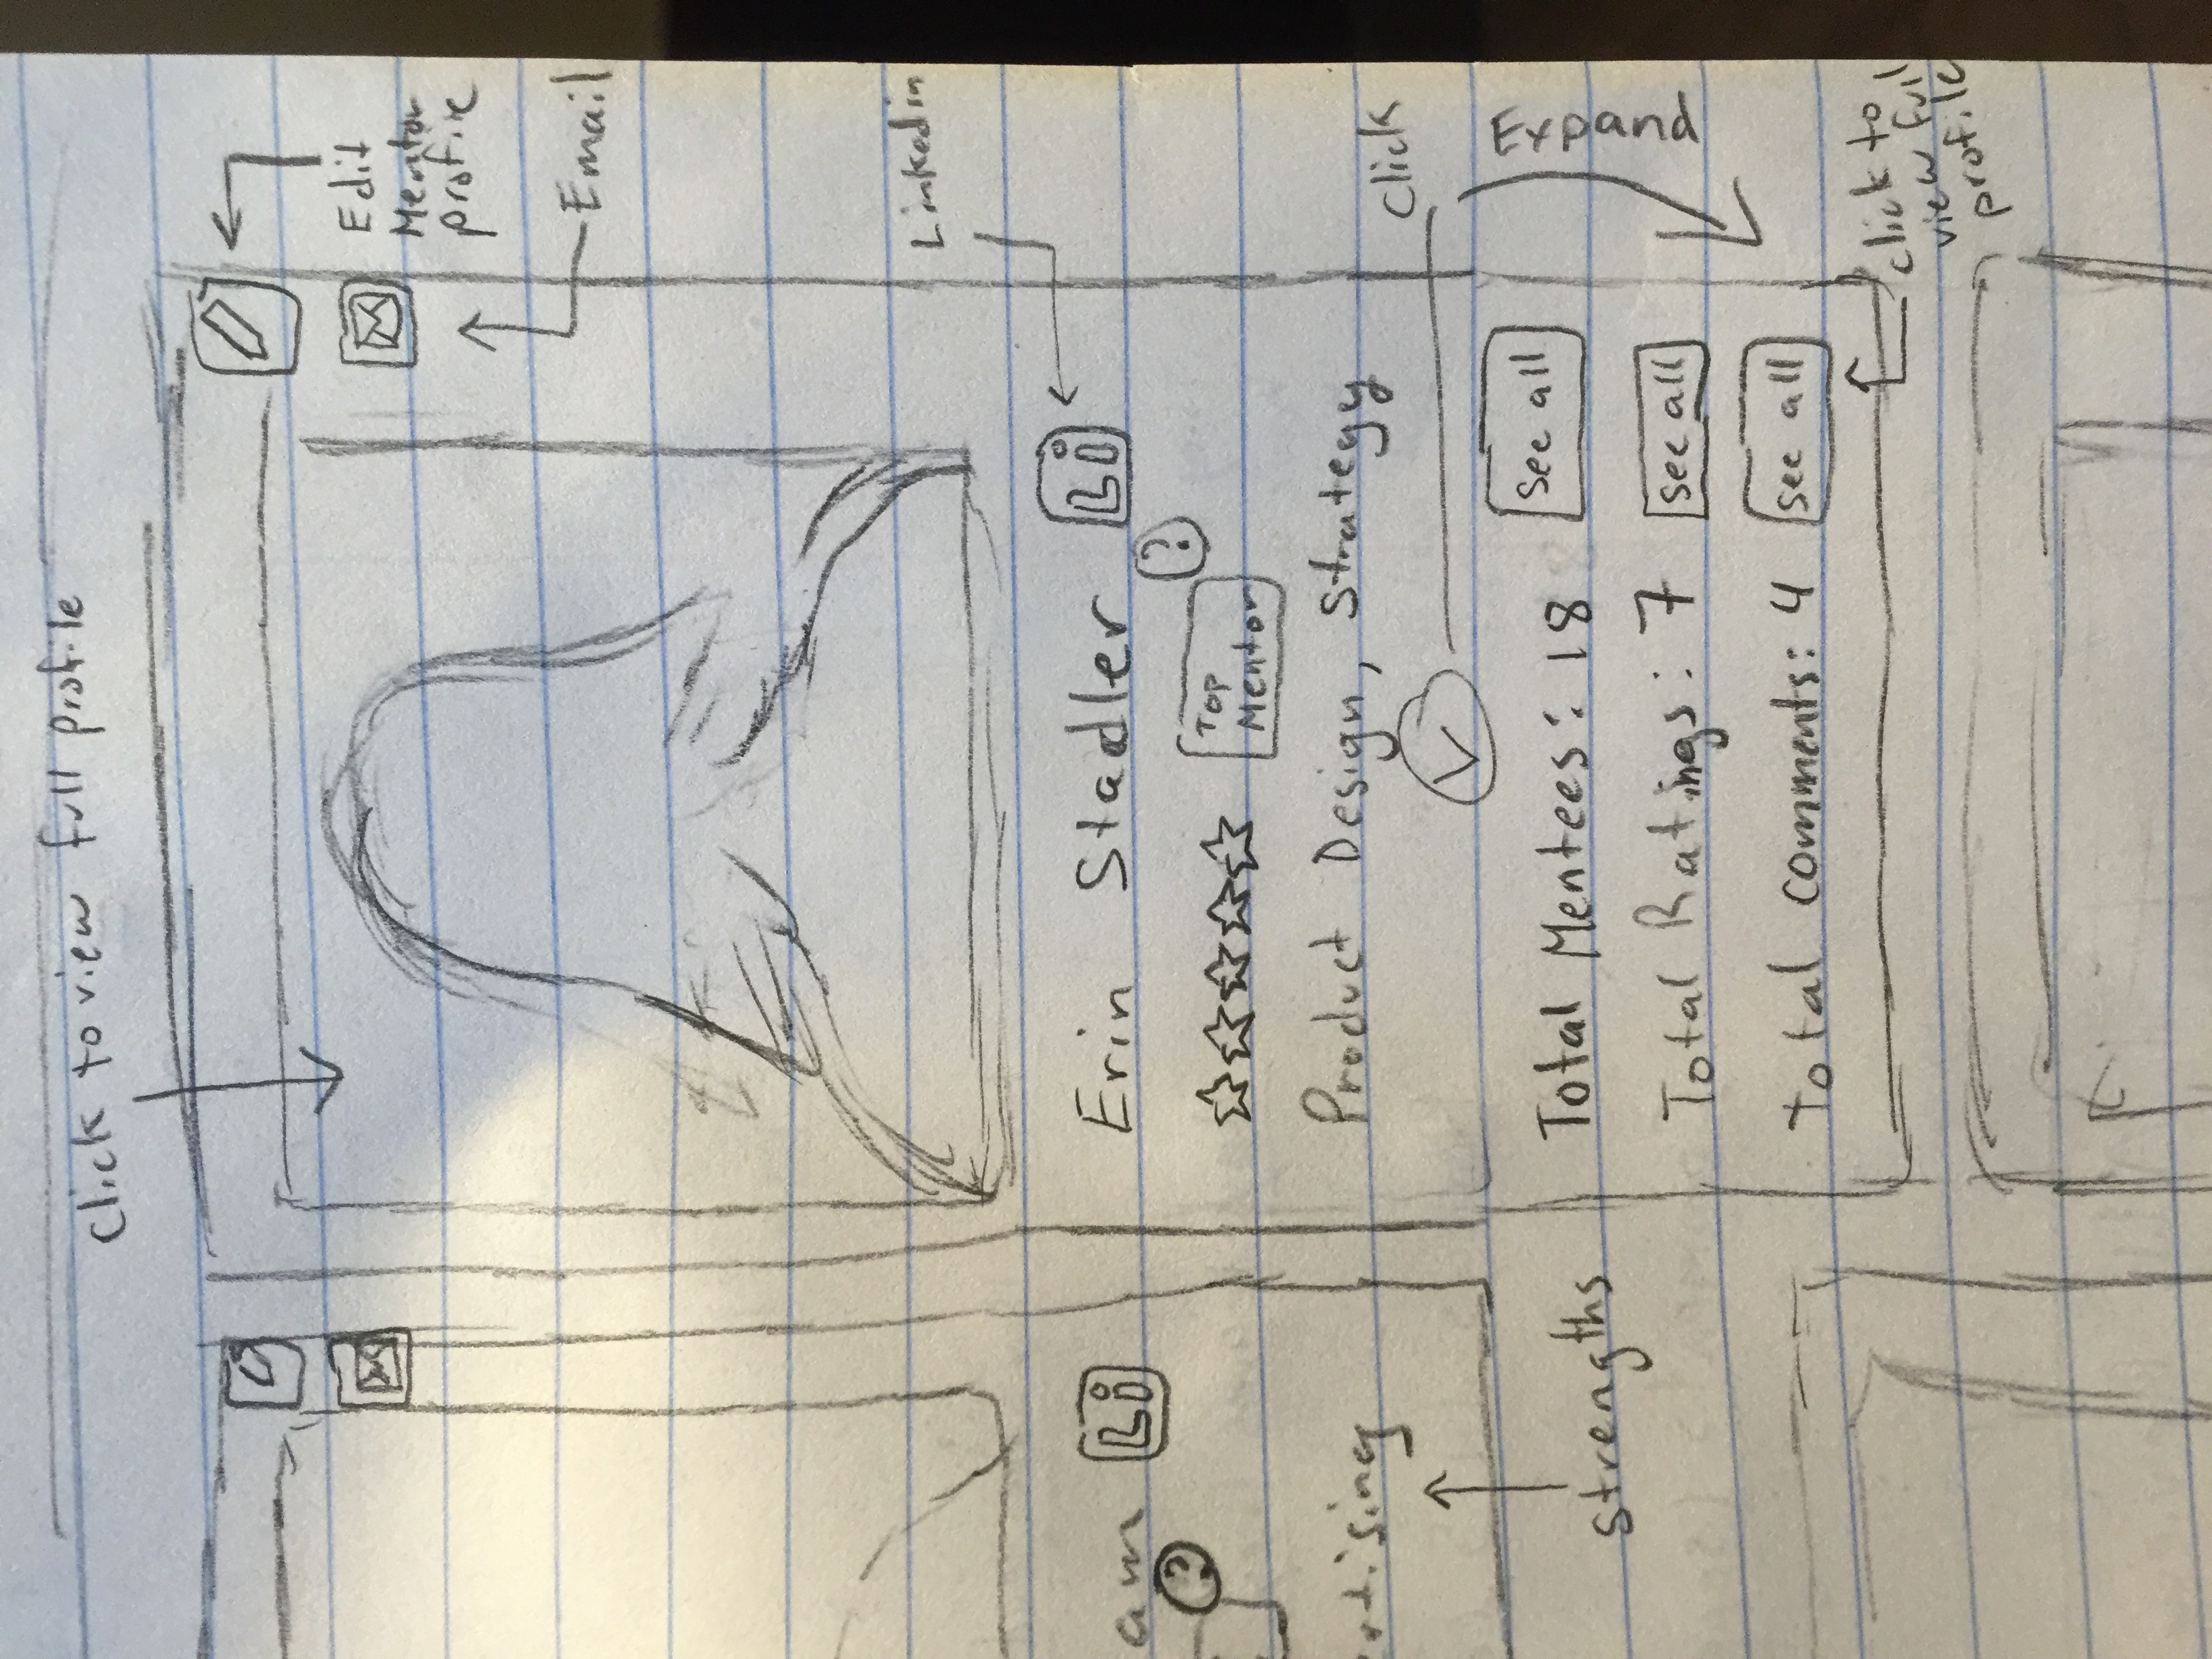 Click to view full profile
Edit
Mentor
profile
Email
Linkedin
am
Li
?
rtising
strengths
Erin Stadler
Li
?
Top
Mentor
Product Design, Strategy
Click
Expand
Total Mentees: 18
see all
Total Ratings: 7
see all
Total comments: 4
see all
click to
view full
profile